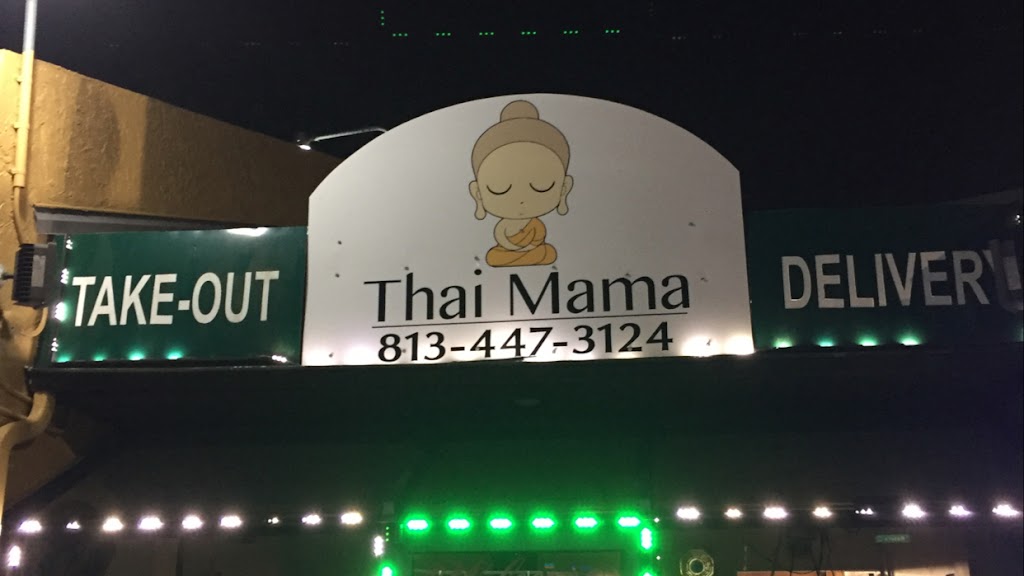 Thai Mama
813-447-3124
TAKE-OUT
DELIVERY